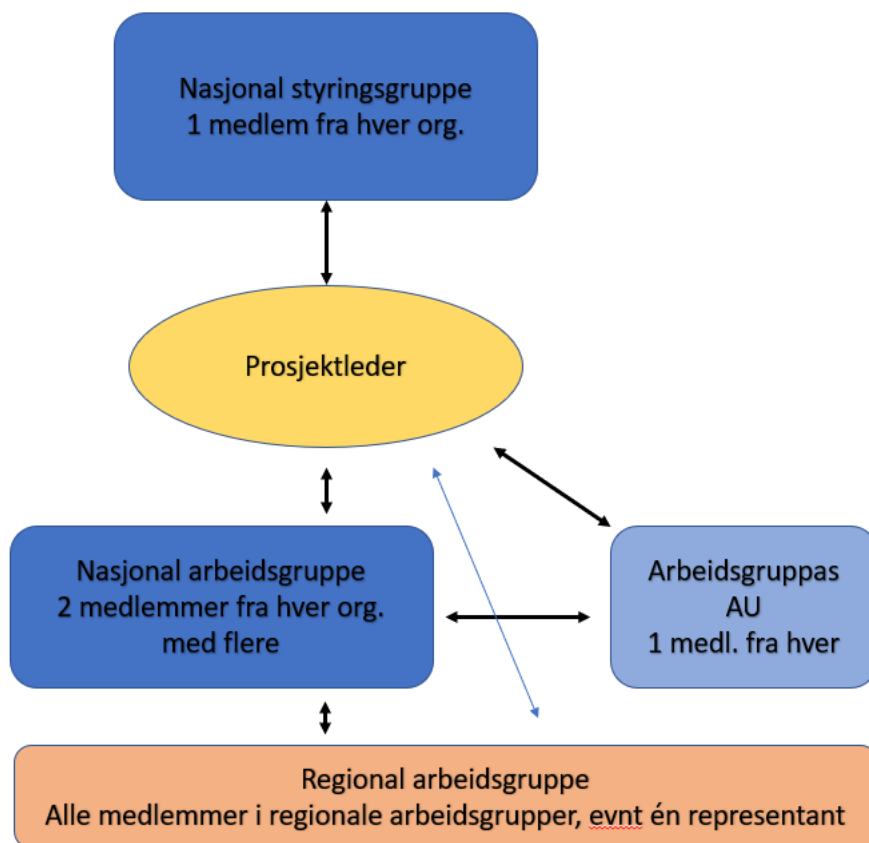 Nasjonal styringsgruppe
1 medlem fra hver org.
Prosjektleder
Nasjonal arbeidsgruppe
2 medlemmer fra hver org.
med flere
Arbeidsgruppas
AU
1 medl. fra hver
Regional arbeidsgruppe
Alle medlemmer i regionale arbeidsgrupper, evnt én representant